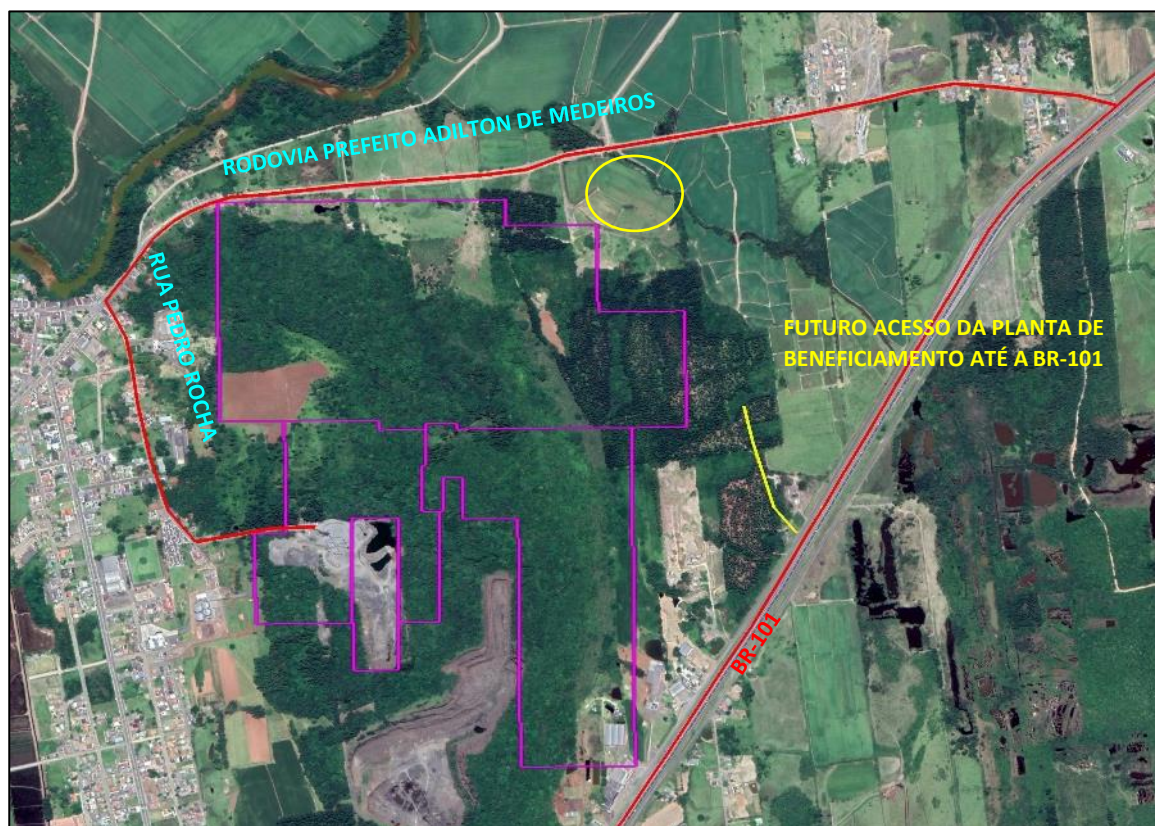 RODOVIA PREFEITO ADILTON DE MEDEIROS
RUA PEDRO ROCHA
FUTURO ACESSO DA PLANTA DE
BENEFICIAMENTO ATÉ A BR-101
BR-101